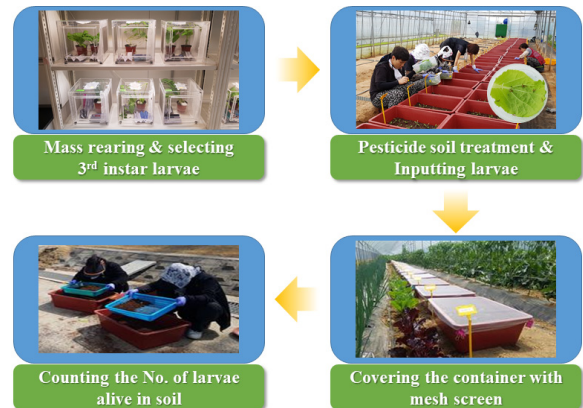 Mass rearing & selecting
3rd instar larvae
Pesticide soil treatment &
Inputting larvae
Counting the No. of larvae
alive in soil
Covering the container with
mesh screen